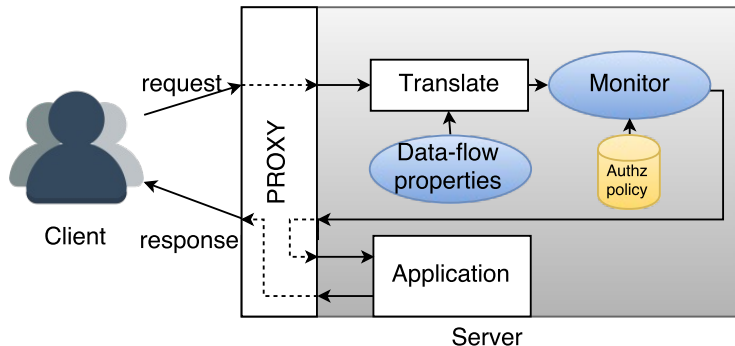 request
PROXY
Translate
Monitor
Data-flow
properties
Authz
policy
Client
response
Application
Server